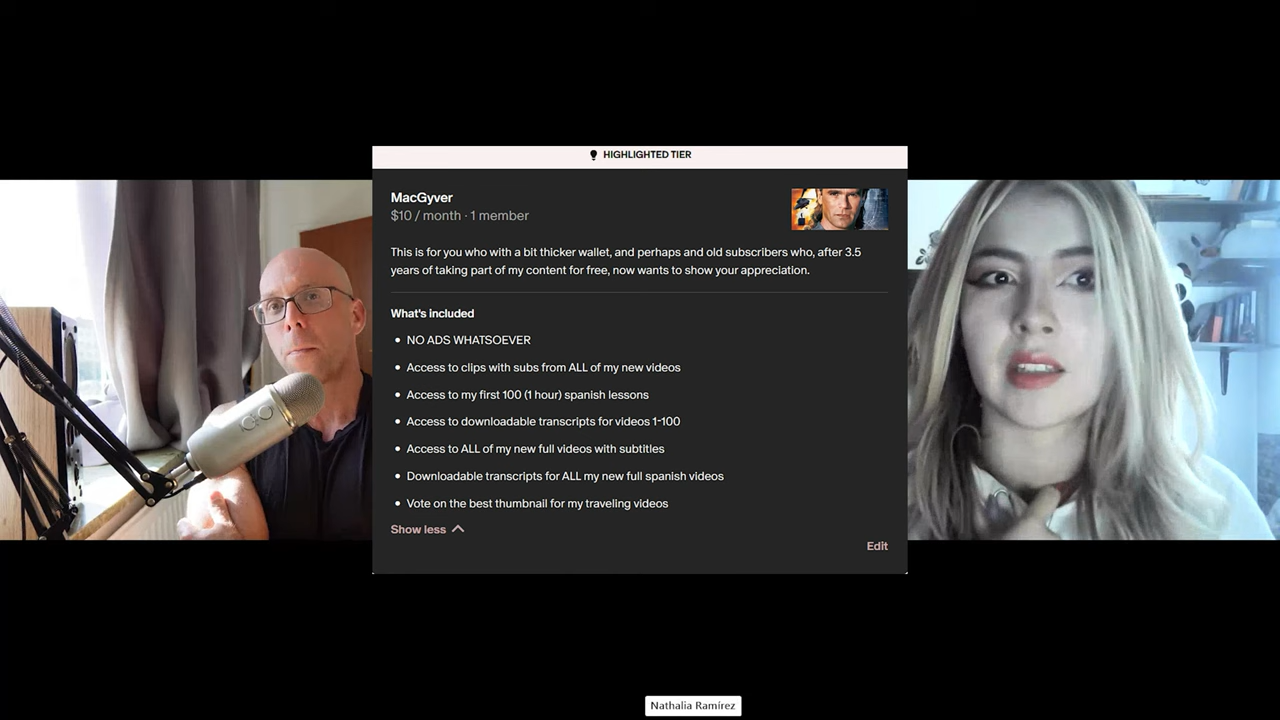 HIGHLIGHTED TIER
MacGyver
$10 / month · 1 member
This is for you who with a bit thicker wallet, and perhaps and old subscribers who, after 3.5
years of taking part of my content for free, now wants to show your appreciation.
What's included
• NO ADS WHATSOEVER
• Access to clips with subs from ALL of my new videos
• Access to my first 100 (1 hour) spanish lessons
• Access to downloadable transcripts for videos 1-100
• Access to ALL of my new full videos with subtitles
• Downloadable transcripts for ALL my new full spanish videos
• Vote on the best thumbnail for my traveling videos
Show less
Edit
Nathalia Ramírez